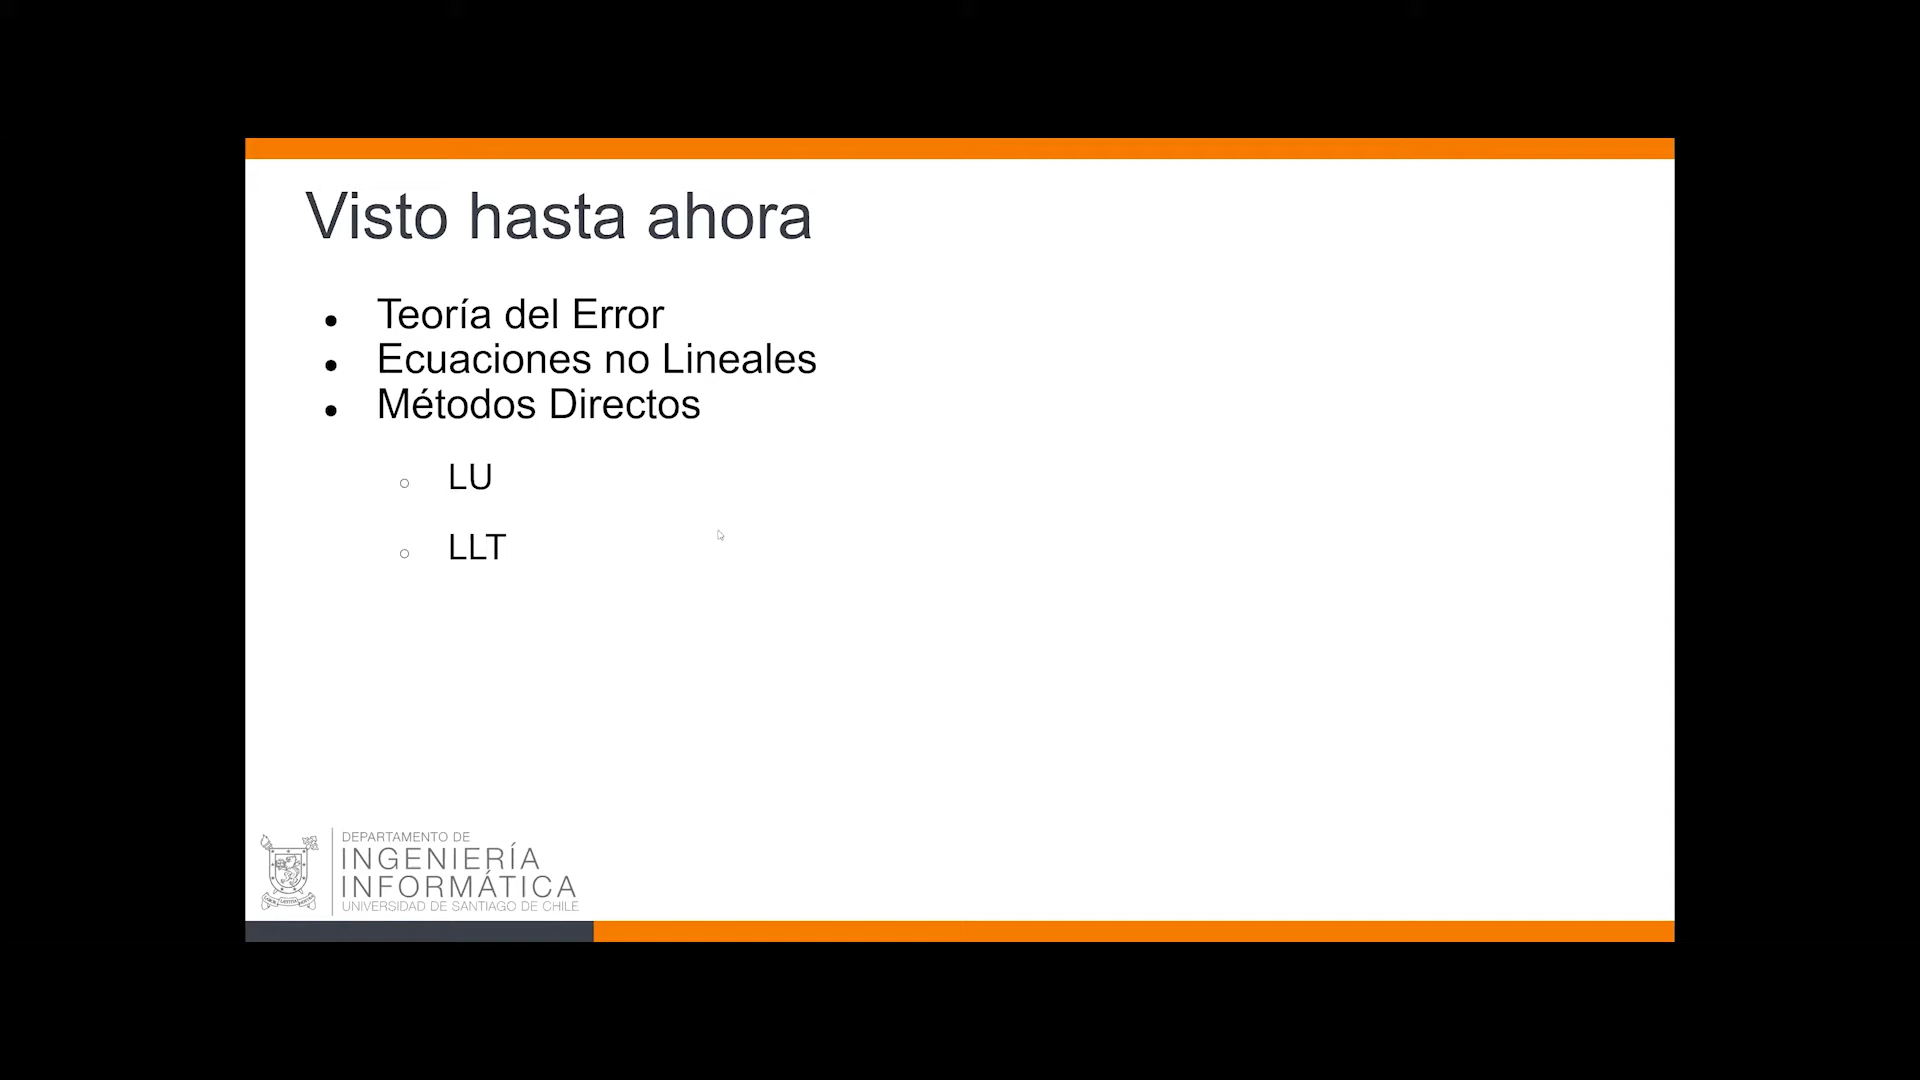 Visto hasta ahora
● Teoría del Error
● Ecuaciones no Lineales
● Métodos Directos
○ LU
○ LLT
DEPARTAMENTO DE
INGENIERÍA
INFORMÁTICA
UNIVERSIDAD DE SANTIAGO DE CHILE